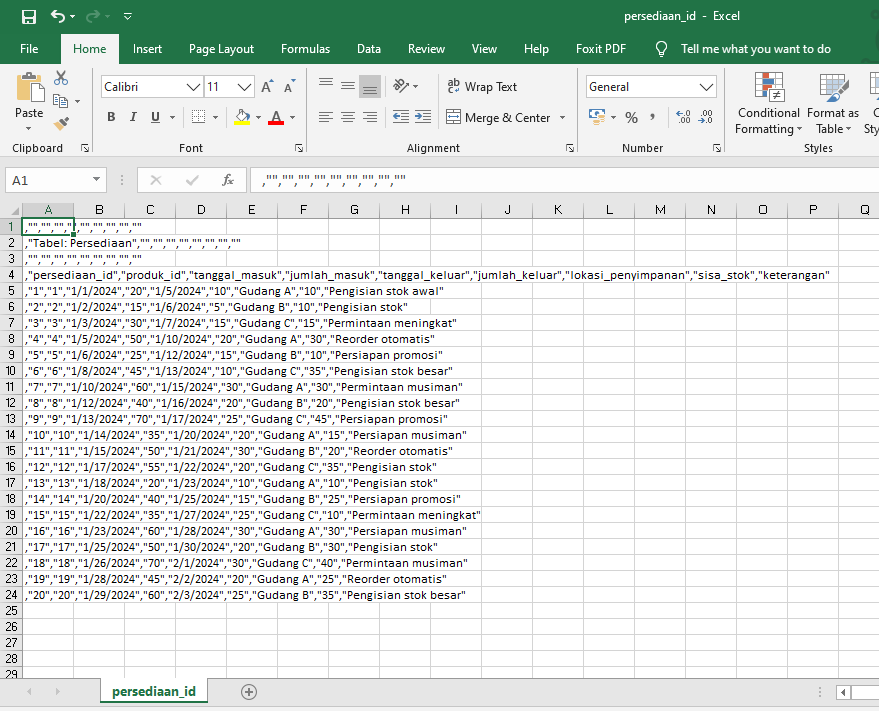 persediaan_id - Excel
File Home Insert Page Layout Formulas Data Review View Help Foxit PDF Tell me what you want to do
Calibri 11 Wrap Text General
Paste B I U Merge & Center % Conditional Format as
Formatting Table
Clipboard Font Alignment Number Styles
A1 fx ,"","","","","","","","",""
A B C D E F G H I J K L M N O P Q
1 ,"","","","","","","","",""
2 ,"Tabel: Persediaan","","","","","","","",""
3 ,"","","","","","","","",""
4 ,"persediaan_id","produk_id","tanggal_masuk","jumlah_masuk","tanggal_keluar","jumlah_keluar","lokasi_penyimpanan","sisa_stok","keterangan"
5 ,"1","1","1/1/2024","20","1/5/2024","10","Gudang A","10","Pengisian stok awal"
6 ,"2","2","1/2/2024","15","1/6/2024","5","Gudang B","10","Pengisian stok"
7 ,"3","3","1/3/2024","30","1/7/2024","15","Gudang C","15","Permintaan meningkat"
8 ,"4","4","1/5/2024","50","1/10/2024","20","Gudang A","30","Reorder otomatis"
9 ,"5","5","1/6/2024","25","1/12/2024","15","Gudang B","10","Persiapan promosi"
10 ,"6","6","1/8/2024","45","1/13/2024","10","Gudang C","35","Pengisian stok besar"
11 ,"7","7","1/10/2024","60","1/15/2024","30","Gudang A","30","Permintaan musiman"
12 ,"8","8","1/12/2024","40","1/16/2024","20","Gudang B","20","Pengisian stok besar"
13 ,"9","9","1/13/2024","70","1/17/2024","25","Gudang C","45","Persiapan promosi"
14 ,"10","10","1/14/2024","35","1/20/2024","20","Gudang A","15","Persiapan musiman"
15 ,"11","11","1/15/2024","50","1/21/2024","30","Gudang B","20","Reorder otomatis"
16 ,"12","12","1/17/2024","55","1/22/2024","20","Gudang C","35","Pengisian stok"
17 ,"13","13","1/18/2024","20","1/23/2024","10","Gudang A","10","Pengisian stok"
18 ,"14","14","1/20/2024","40","1/25/2024","15","Gudang B","25","Persiapan promosi"
19 ,"15","15","1/22/2024","35","1/27/2024","25","Gudang C","10","Permintaan meningkat"
20 ,"16","16","1/23/2024","60","1/28/2024","30","Gudang A","30","Persiapan musiman"
21 ,"17","17","1/25/2024","50","1/30/2024","20","Gudang B","30","Pengisian stok"
22 ,"18","18","1/26/2024","70","2/1/2024","30","Gudang C","40","Permintaan musiman"
23 ,"19","19","1/28/2024","45","2/2/2024","20","Gudang A","25","Reorder otomatis"
24 ,"20","20","1/29/2024","60","2/3/2024","25","Gudang B","35","Pengisian stok besar"
25
26
27
28
29
persediaan_id